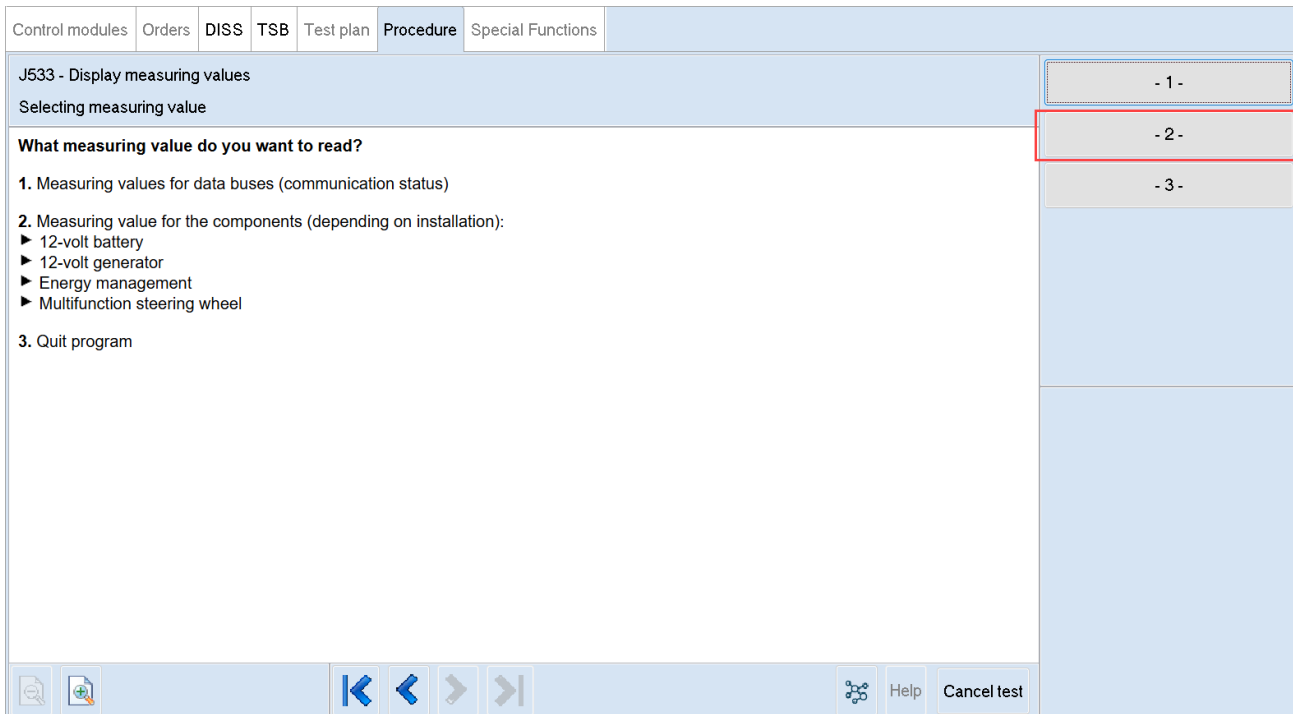 Control modules Orders DISS TSB Test plan Procedure Special Functions
J533 - Display measuring values
Selecting measuring value
What measuring value do you want to read?
1. Measuring values for data buses (communication status)
2. Measuring value for the components (depending on installation):
► 12-volt battery
► 12-volt generator
► Energy management
► Multifunction steering wheel
3. Quit program
- 1 -
- 2 -
- 3 -
Help Cancel test